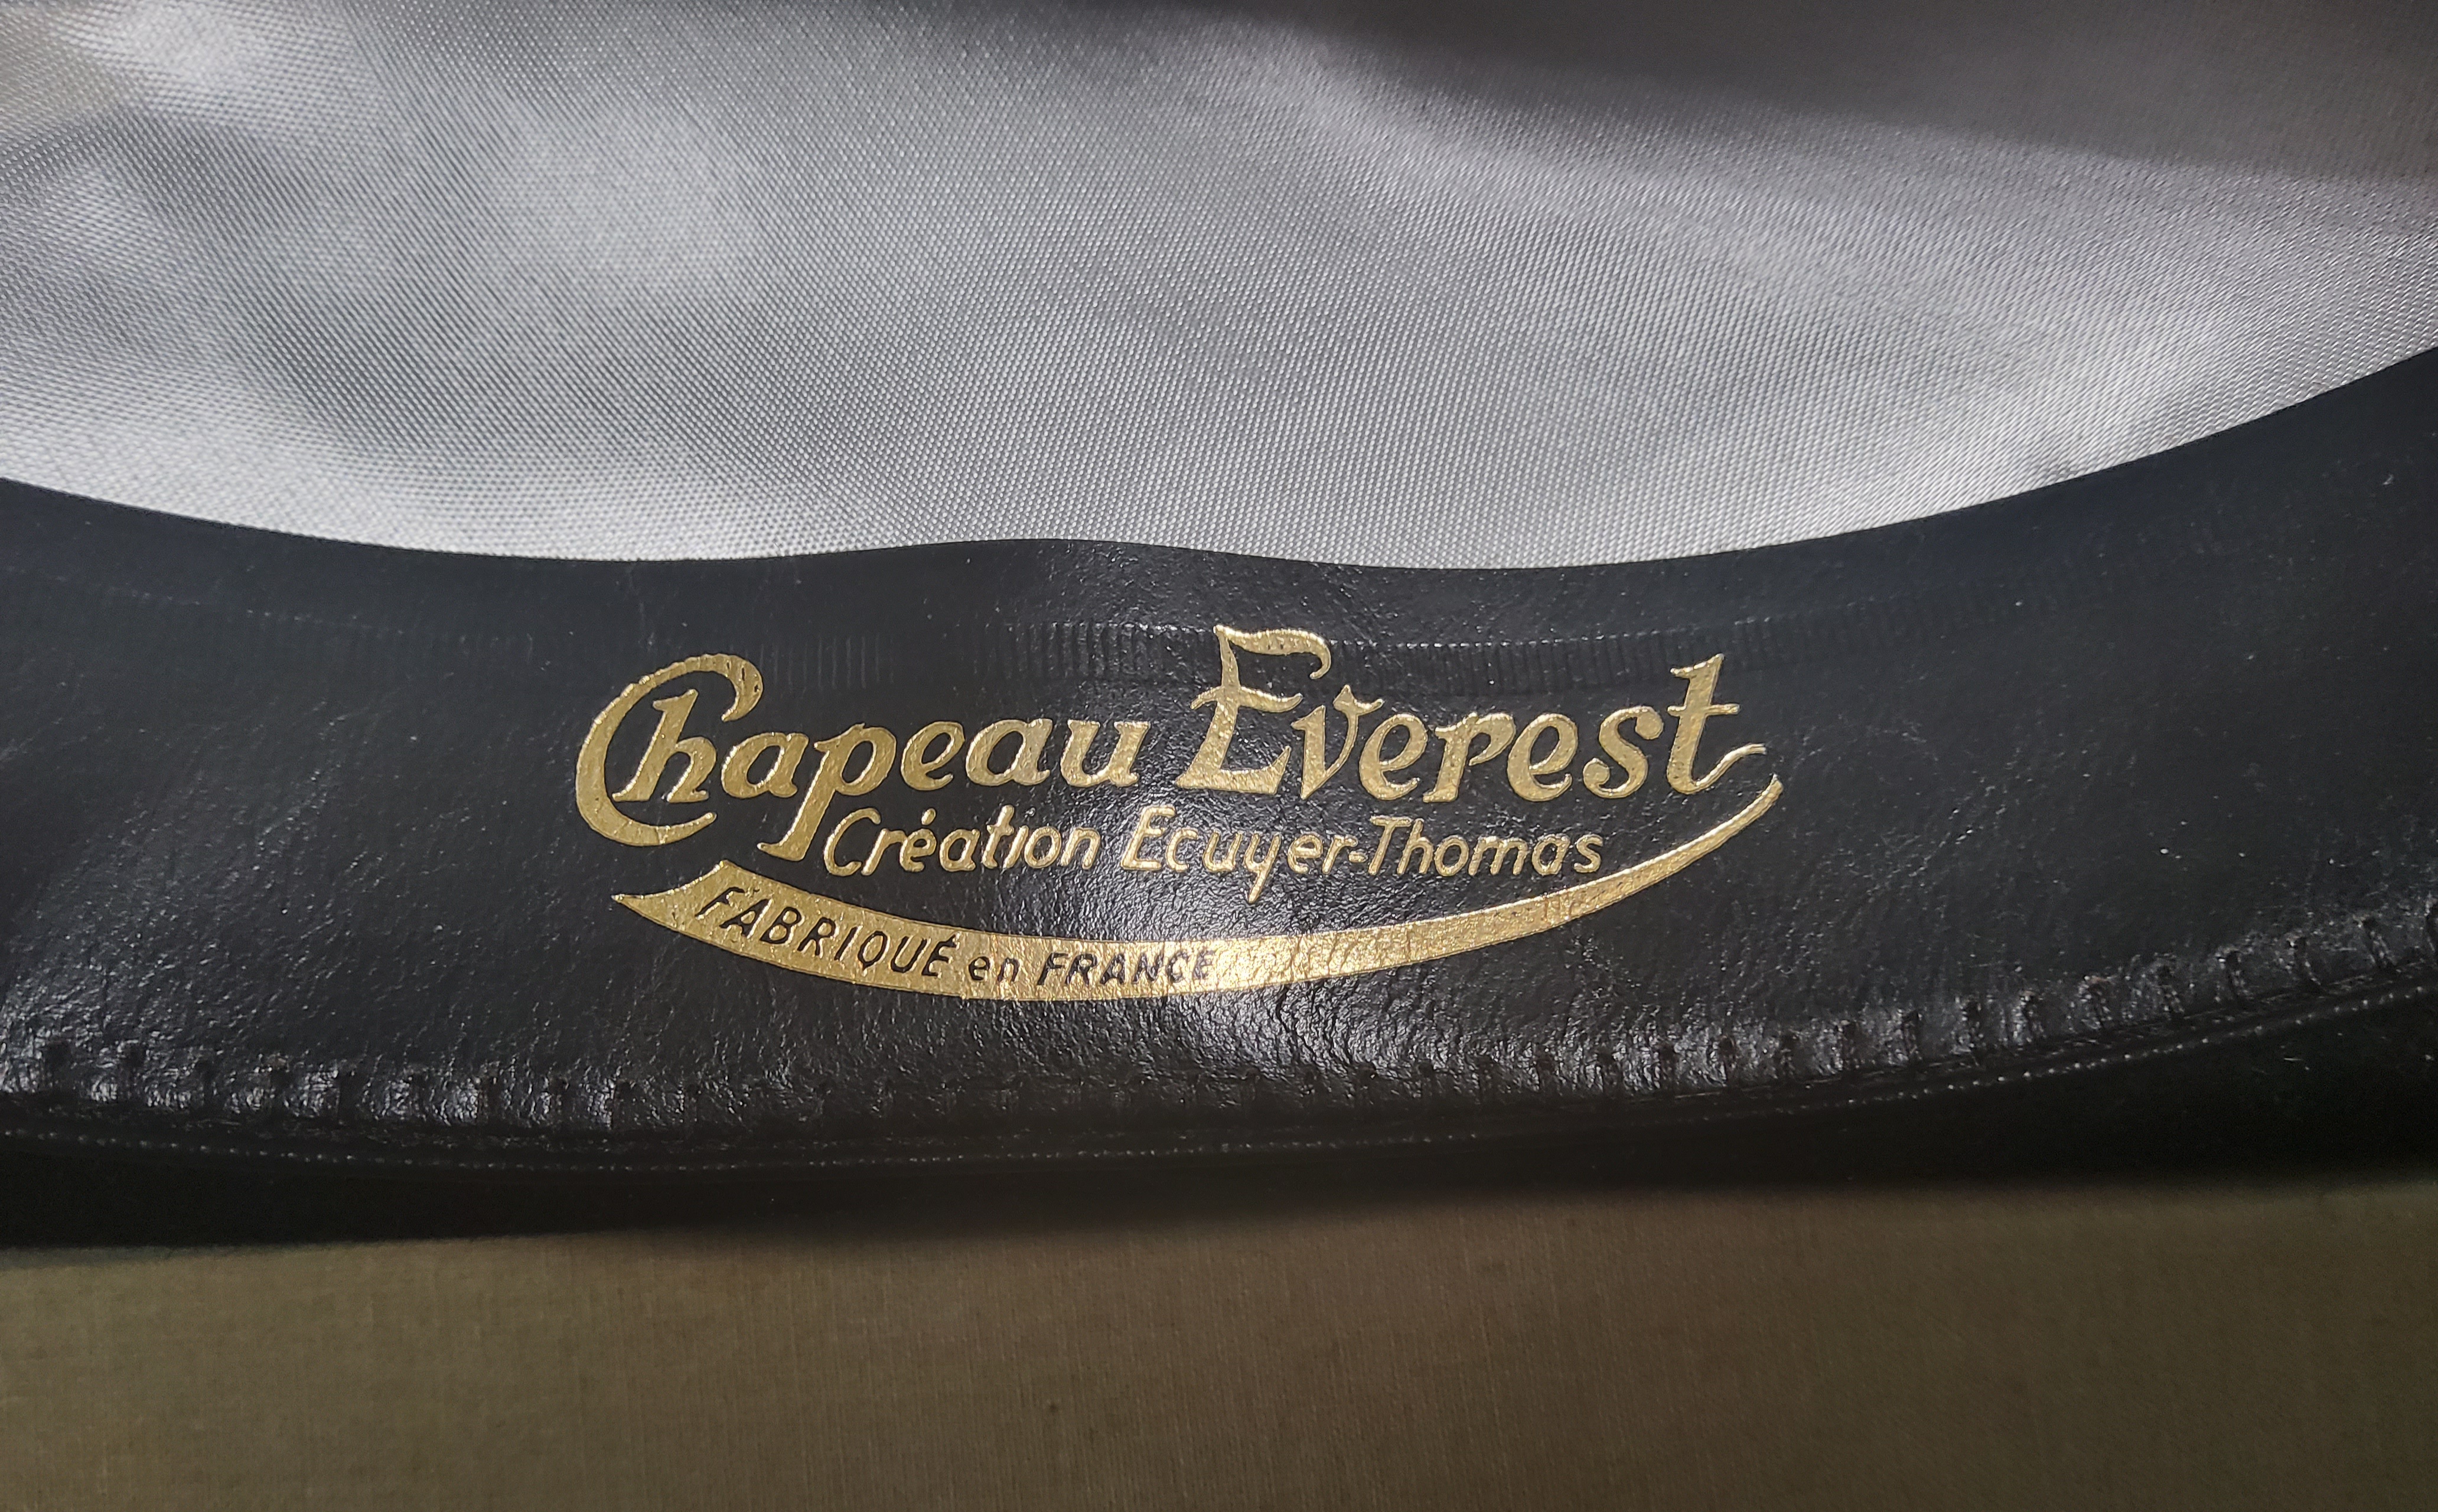 Chapeau Everest
Création Ecuyer-Thomas
FABRIQUÉ en FRANCE